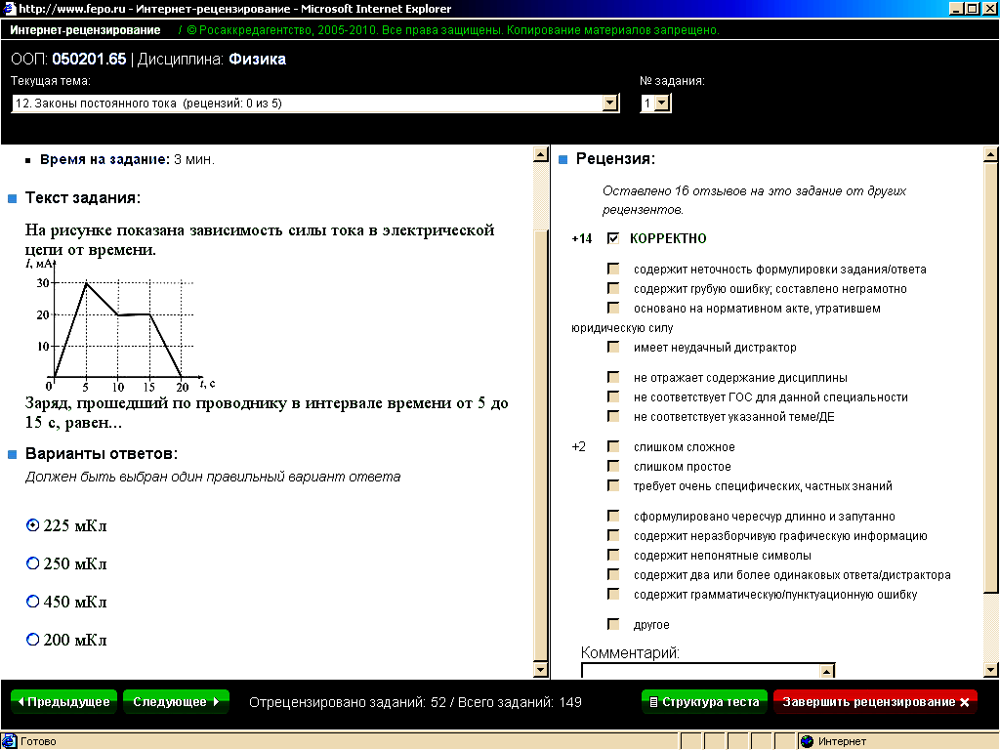 http://www.fepo.ru - Интернет-рецензирование - Microsoft Internet Explorer
Интернет-рецензирование / © Росаккредагентство, 2005-2010. Все права защищены. Копирование материалов запрещено.
ООП: 050201.65 | Дисциплина: Физика
Текущая тема: № задания:
12. Законы постоянного тока (рецензий: 0 из 5) 1
Время на задание: 3 мин.
Текст задания:
На рисунке показана зависимость силы тока в электрической
цепи от времени.
I, мА
30
20
10
0 5 10 15 20 t, с
Заряд, прошедший по проводнику в интервале времени от 5 до
15 с, равен...
Варианты ответов:
Должен быть выбран один правильный вариант ответа
225 мКл
250 мКл
450 мКл
200 мКл
Рецензия:
Оставлено 16 отзывов на это задание от других
рецензентов.
+14 КОРРЕКТНО
содержит неточность формулировки задания/ответа
содержит грубую ошибку; составлено неграмотно
основано на нормативном акте, утратившем
юридическую силу
имеет неудачный дистрактор
не отражает содержание дисциплины
не соответствует ГОС для данной специальности
не соответствует указанной теме/ДЕ
+2 слишком сложное
слишком простое
требует очень специфических, частных знаний
сформулировано чересчур длинно и запутанно
содержит неразборчивую графическую информацию
содержит непонятные символы
содержит два или более одинаковых ответа/дистрактора
содержит грамматическую/пунктуационную ошибку
другое
Комментарий:
Предыдущее Следующее Отрецензировано заданий: 52 / Всего заданий: 149 Структура теста Завершить рецензирование
Готово Интернет